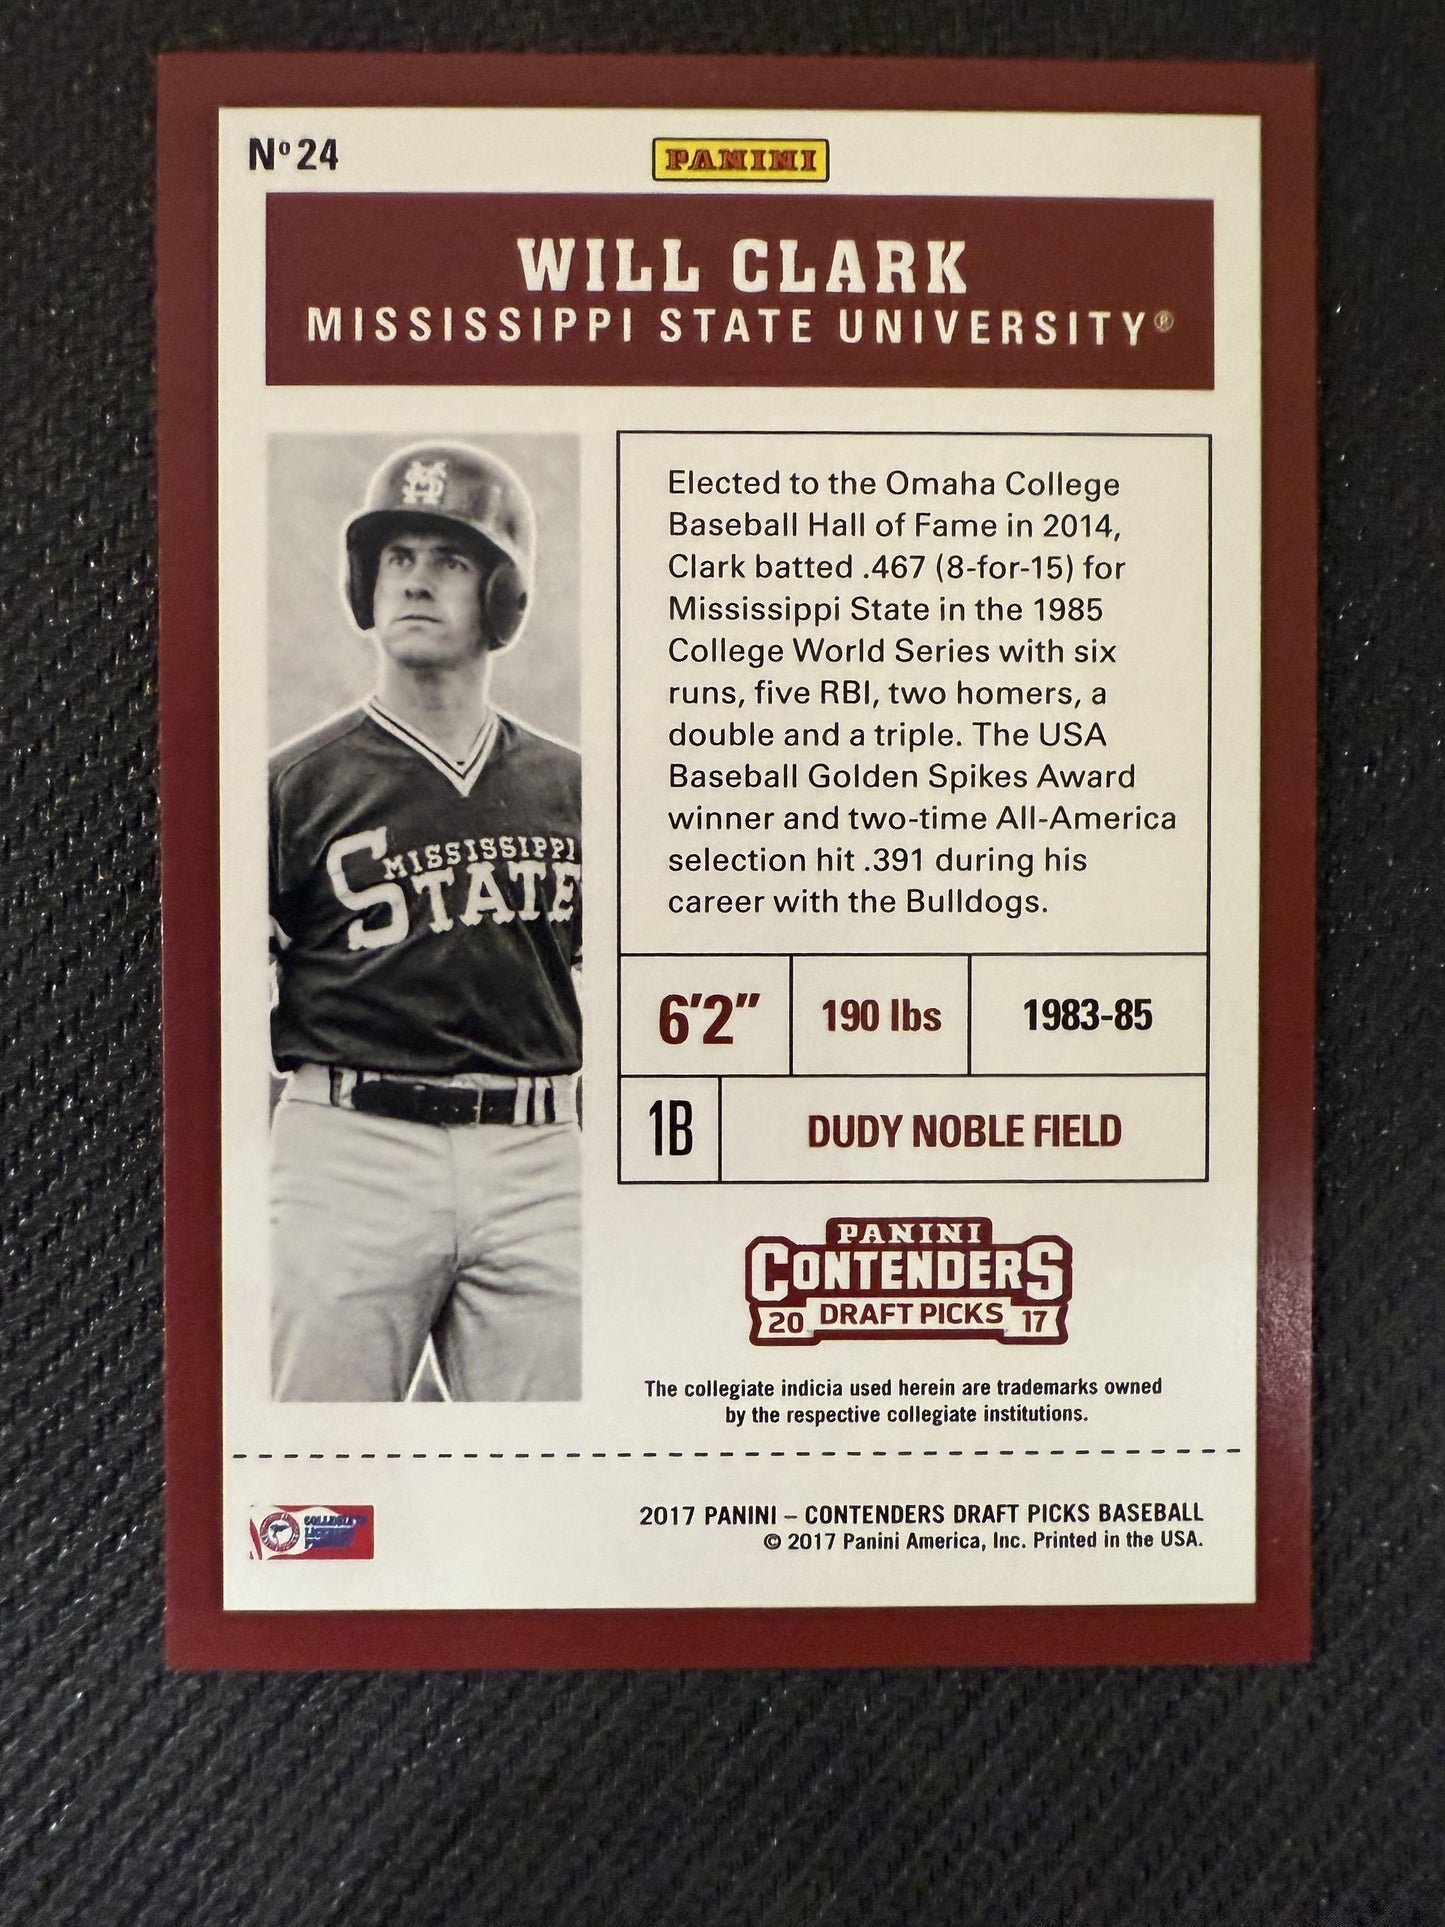 Nº24
PANINI
WILL CLARK
MISSISSIPPI STATE UNIVERSITY®
MS
MISSISSIPPI
STATE
Elected to the Omaha College
Baseball Hall of Fame in 2014,
Clark batted .467 (8-for-15) for
Mississippi State in the 1985
College World Series with six
runs, five RBI, two homers, a
double and a triple. The USA
Baseball Golden Spikes Award
winner and two-time All-America
selection hit .391 during his
career with the Bulldogs.
6'2" 190 lbs 1983-85
1B DUDY NOBLE FIELD
PANINI
CONTENDERS
20 DRAFT PICKS 17
The collegiate indicia used herein are trademarks owned
by the respective collegiate institutions.
2017 PANINI – CONTENDERS DRAFT PICKS BASEBALL
© 2017 Panini America, Inc. Printed in the USA.